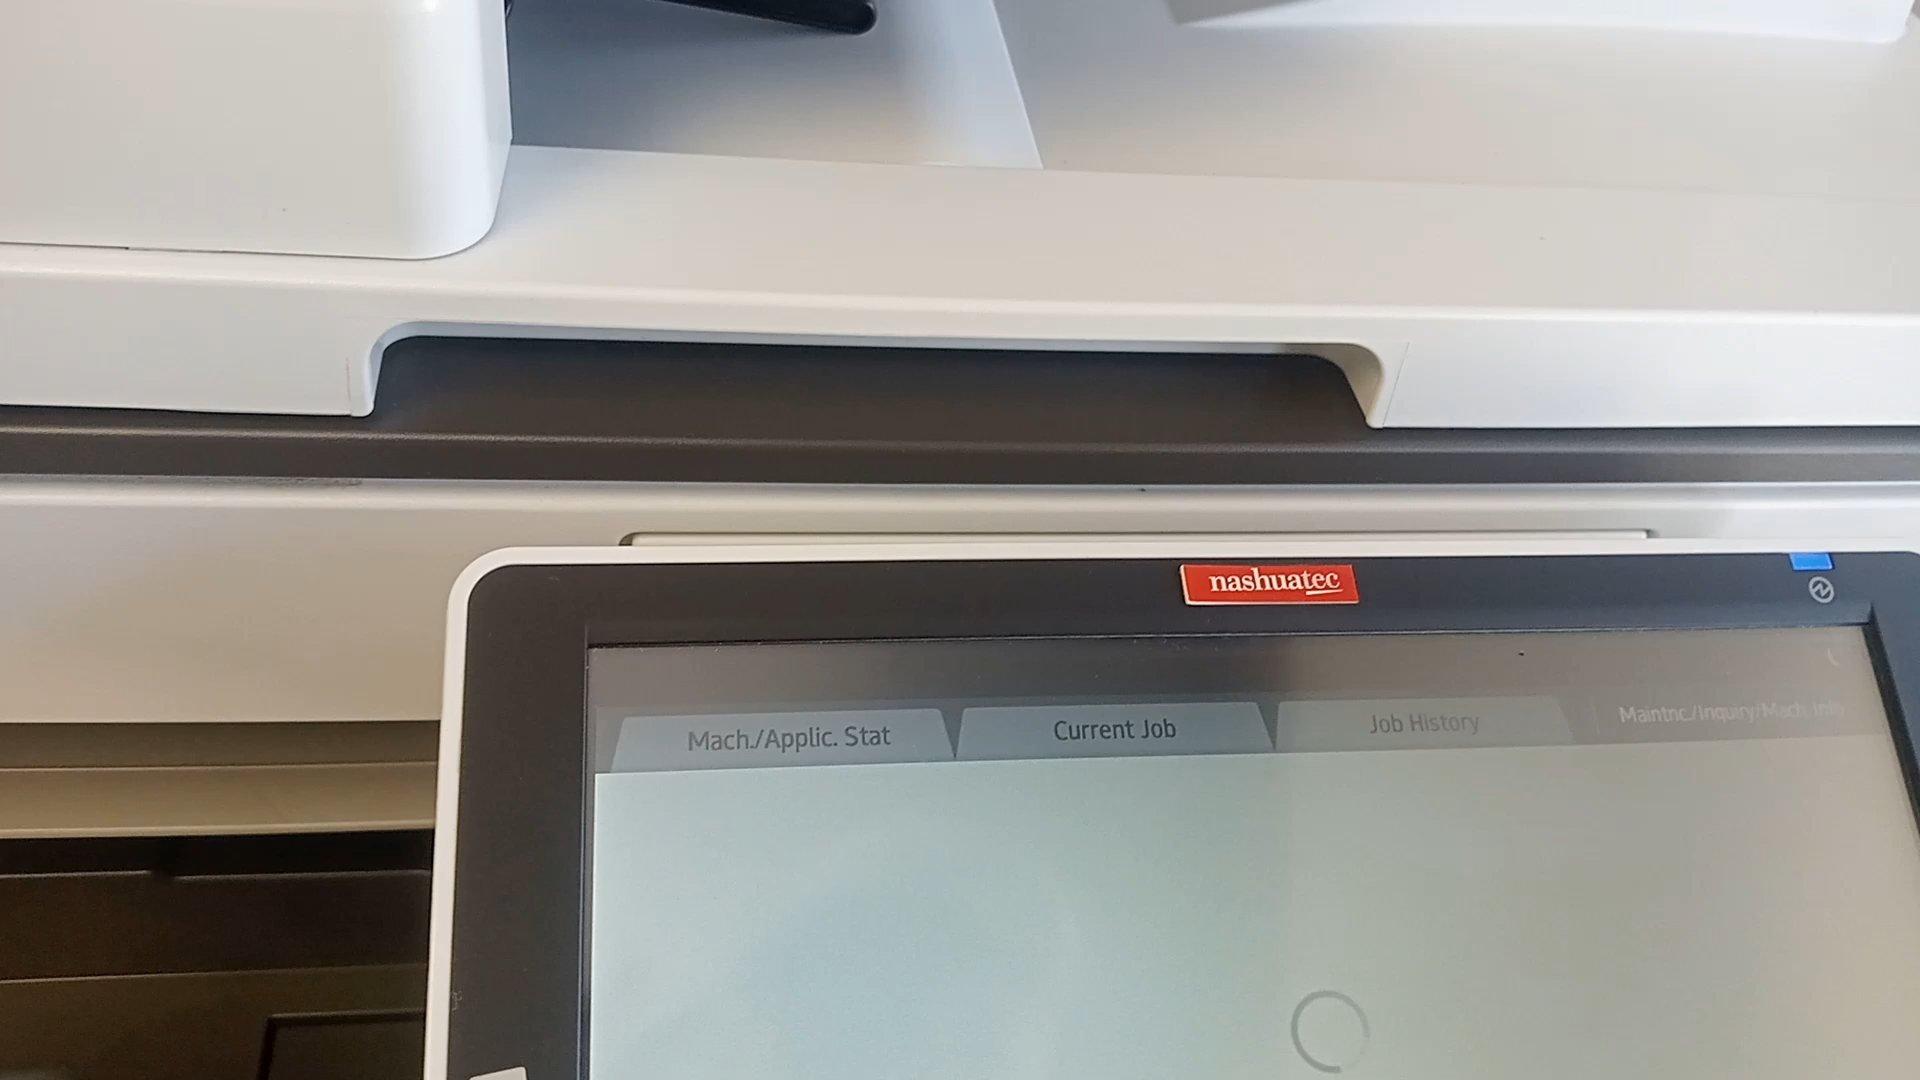 nashuatec
Mach./Applic. Stat
Current Job
Job History
Maintnc./Inquiry/Mach. Info